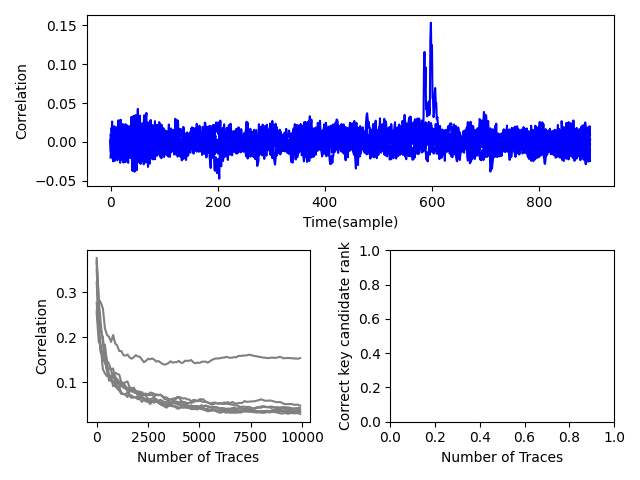 0.15
0.10
0.05
0.00
−0.05
Correlation
0 200 400 600 800
Time(sample)
0.3
0.2
0.1
Correlation
0 2500 5000 7500 10000
Number of Traces
1.0
0.8
0.6
0.4
0.2
0.0
Correct key candidate rank
0.0 0.2 0.4 0.6 0.8 1.0
Number of Traces